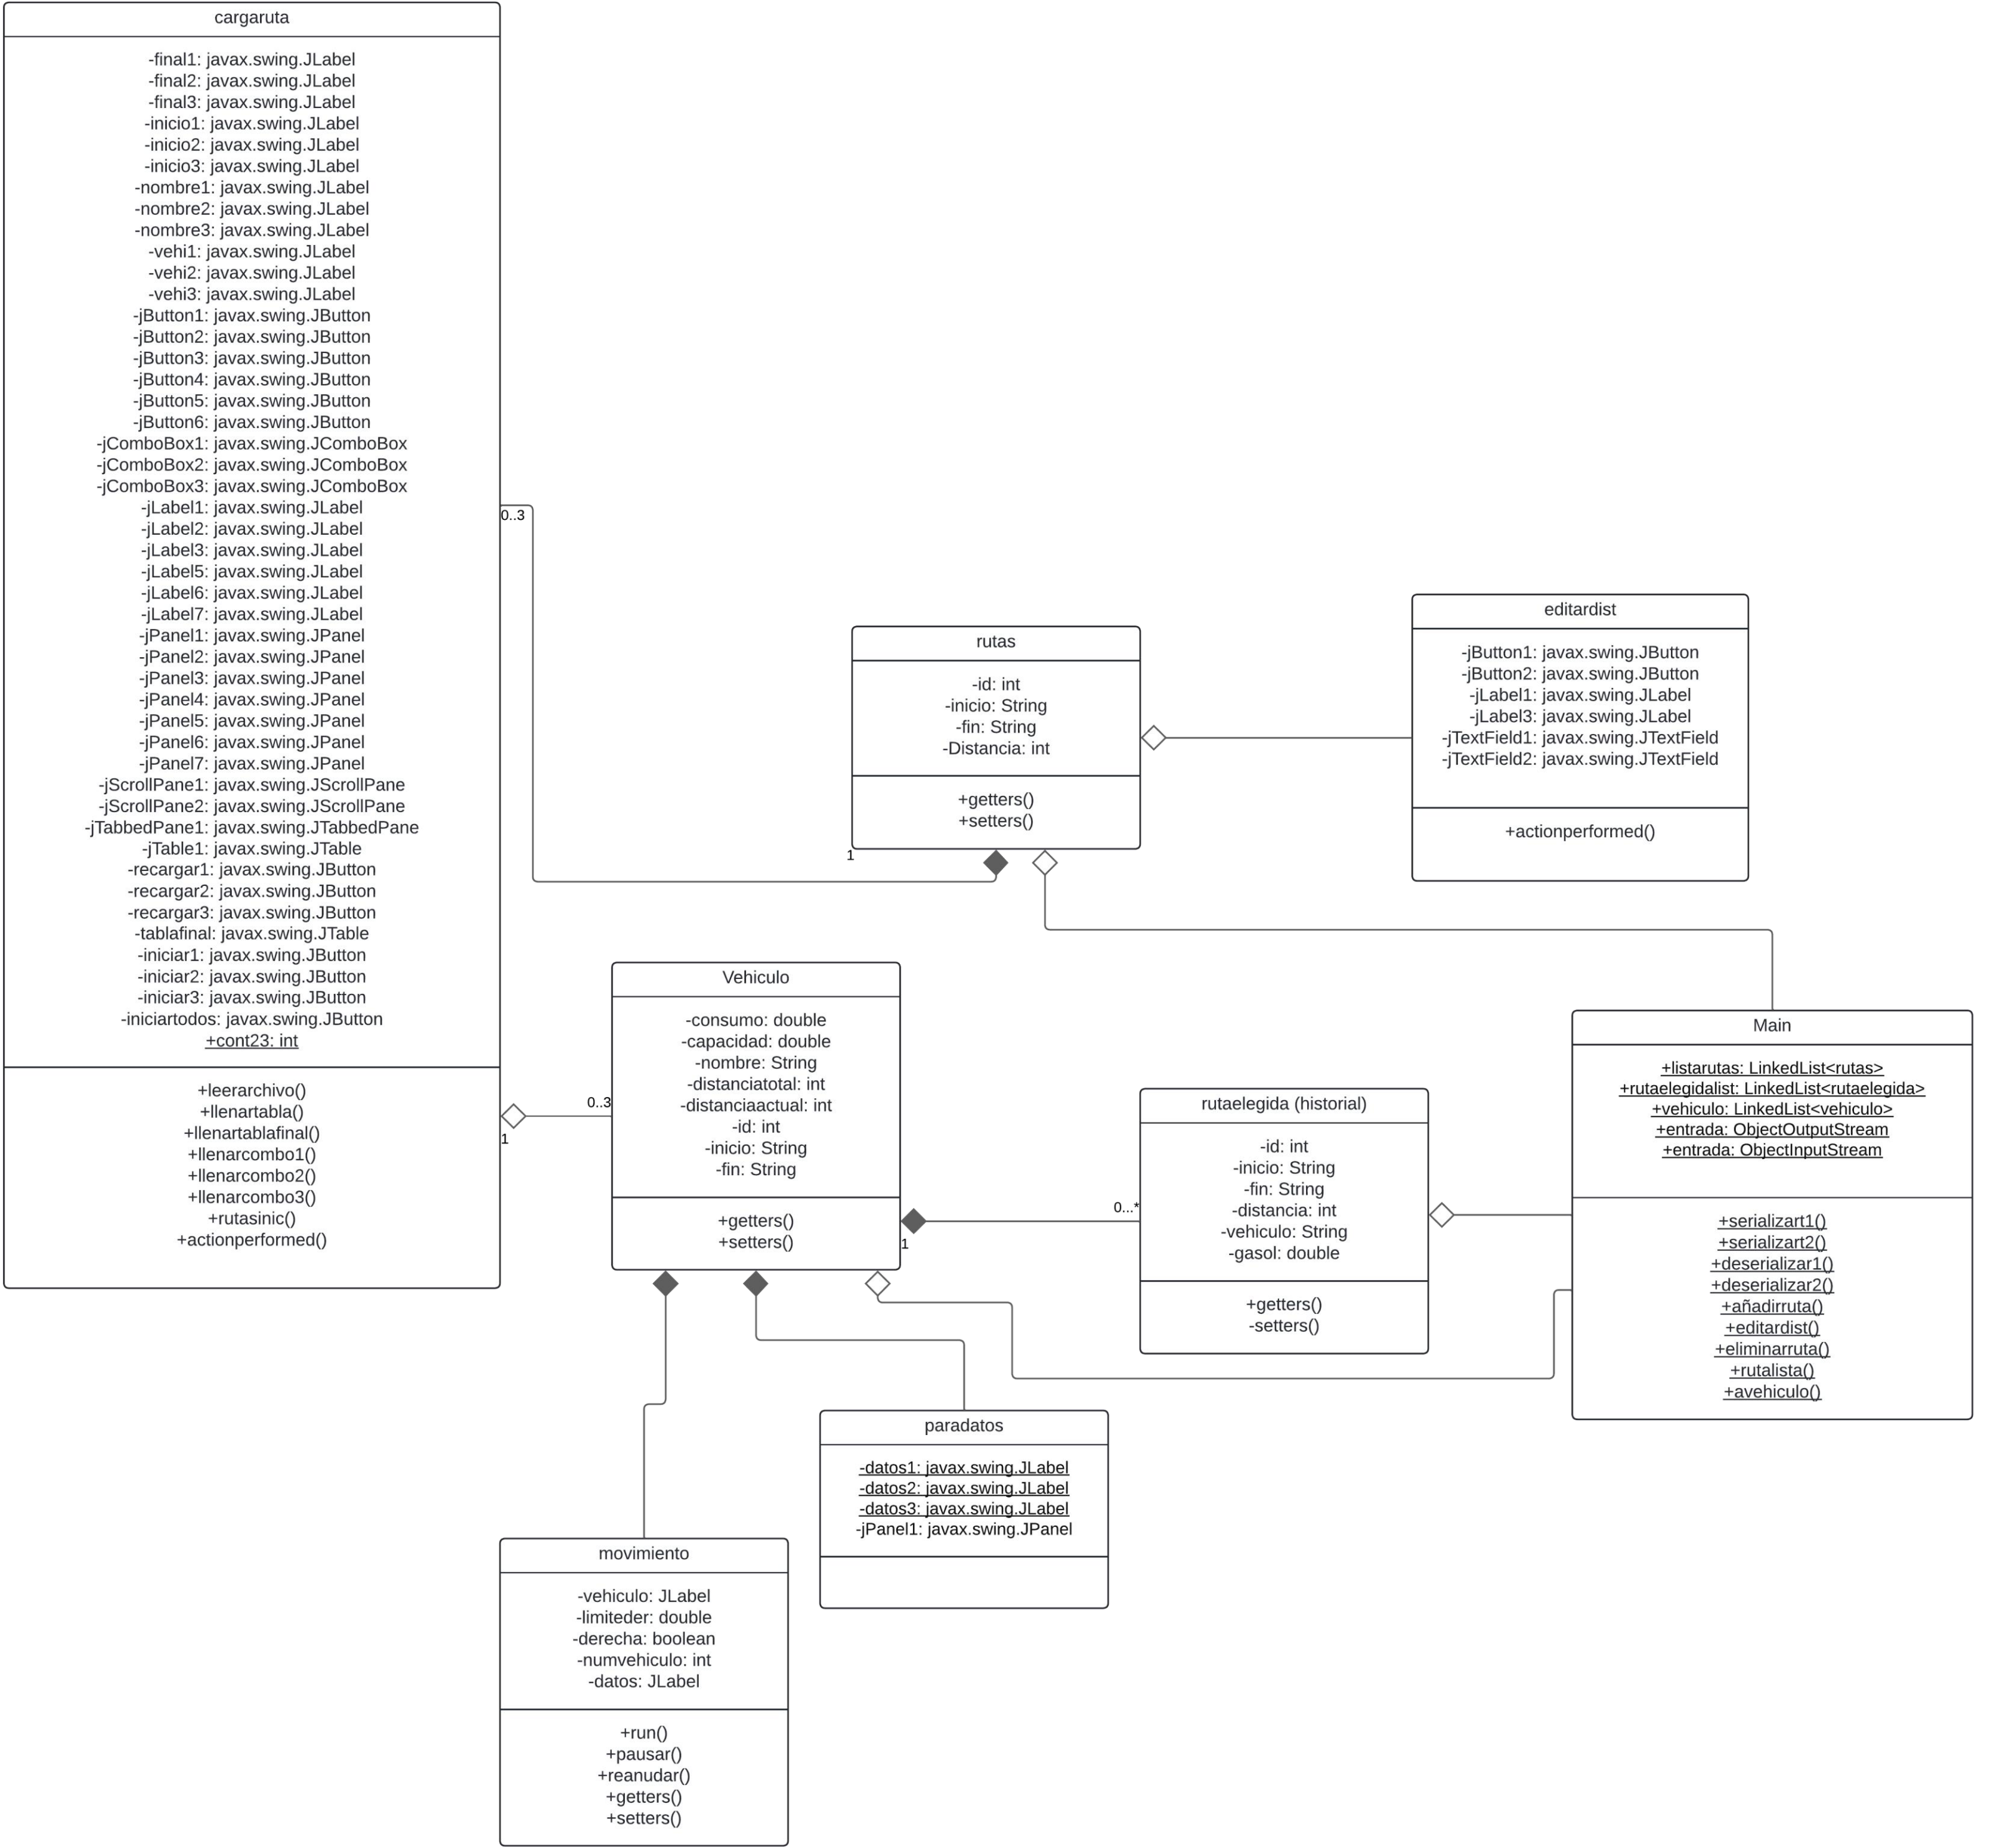 cargaruta
-final1: javax.swing.JLabel
-final2: javax.swing.JLabel
-final3: javax.swing.JLabel
-inicio1: javax.swing.JLabel
-inicio2: javax.swing.JLabel
-inicio3: javax.swing.JLabel
-nombre1: javax.swing.JLabel
-nombre2: javax.swing.JLabel
-nombre3: javax.swing.JLabel
-vehi1: javax.swing.JLabel
-vehi2: javax.swing.JLabel
-vehi3: javax.swing.JLabel
-jButton1: javax.swing.JButton
-jButton2: javax.swing.JButton
-jButton3: javax.swing.JButton
-jButton4: javax.swing.JButton
-jButton5: javax.swing.JButton
-jButton6: javax.swing.JButton
-jComboBox1: javax.swing.JComboBox
-jComboBox2: javax.swing.JComboBox
-jComboBox3: javax.swing.JComboBox
-jLabel1: javax.swing.JLabel
-jLabel2: javax.swing.JLabel
-jLabel3: javax.swing.JLabel
-jLabel5: javax.swing.JLabel
-jLabel6: javax.swing.JLabel
-jLabel7: javax.swing.JLabel
-jPanel1: javax.swing.JPanel
-jPanel2: javax.swing.JPanel
-jPanel3: javax.swing.JPanel
-jPanel4: javax.swing.JPanel
-jPanel5: javax.swing.JPanel
-jPanel6: javax.swing.JPanel
-jPanel7: javax.swing.JPanel
-jScrollPane1: javax.swing.JScrollPane
-jScrollPane2: javax.swing.JScrollPane
-jTabbedPane1: javax.swing.JTabbedPane
-jTable1: javax.swing.JTable
-recargar1: javax.swing.JButton
-recargar2: javax.swing.JButton
-recargar3: javax.swing.JButton
-tablafinal: javax.swing.JTable
-iniciar1: javax.swing.JButton
-iniciar2: javax.swing.JButton
-iniciar3: javax.swing.JButton
-iniciartodos: javax.swing.JButton
+cont23: int
+leerarchivo()
+llenartabla()
+llenartablafinal()
+llenarcombo1()
+llenarcombo2()
+llenarcombo3()
+rutasinic()
+actionperformed()
0..3
1
rutas
-id: int
-inicio: String
-fin: String
-Distancia: int
+getters()
+setters()
editardist
-jButton1: javax.swing.JButton
-jButton2: javax.swing.JButton
-jLabel1: javax.swing.JLabel
-jLabel3: javax.swing.JLabel
-jTextField1: javax.swing.JTextField
-jTextField2: javax.swing.JTextField
+actionperformed()
0..3
1
Vehiculo
-consumo: double
-capacidad: double
-nombre: String
-distanciatotal: int
-distanciaactual: int
-id: int
-inicio: String
-fin: String
+getters()
+setters()
0...*
1
rutaelegida (historial)
-id: int
-inicio: String
-fin: String
-distancia: int
-vehiculo: String
-gasol: double
+getters()
-setters()
Main
+listarutas: LinkedList<rutas>
+rutaelegidalist: LinkedList<rutaelegida>
+vehiculo: LinkedList<vehiculo>
+entrada: ObjectOutputStream
+entrada: ObjectInputStream
+serializart1()
+serializart2()
+deserializar1()
+deserializar2()
+añadirruta()
+editardist()
+eliminarruta()
+rutalista()
+avehiculo()
paradatos
-datos1: javax.swing.JLabel
-datos2: javax.swing.JLabel
-datos3: javax.swing.JLabel
-jPanel1: javax.swing.JPanel
movimiento
-vehiculo: JLabel
-limiteder: double
-derecha: boolean
-numvehiculo: int
-datos: JLabel
+run()
+pausar()
+reanudar()
+getters()
+setters()